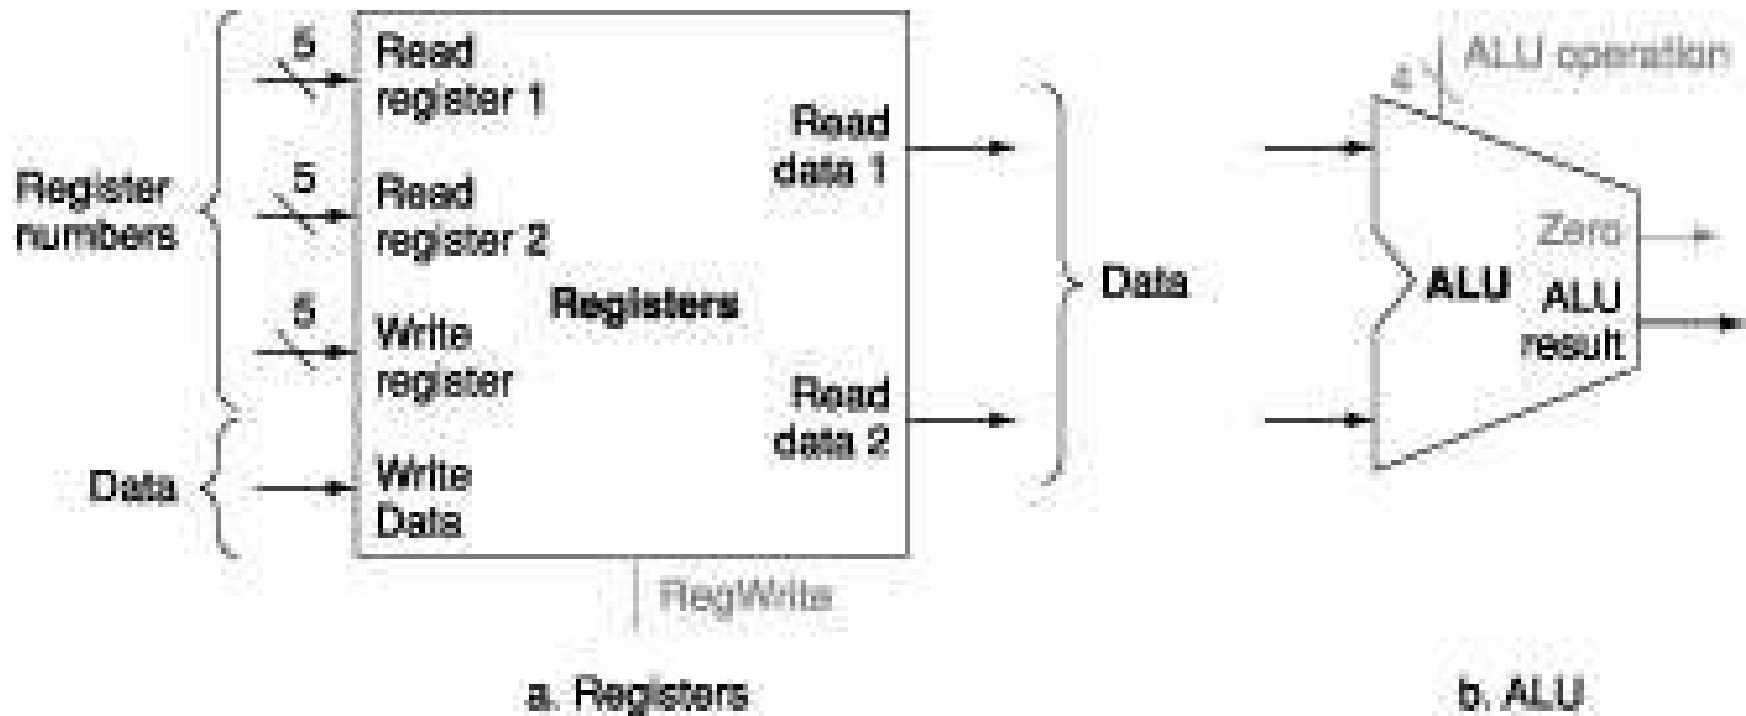 5
Read
register 1
5
Read
register 2
Register
numbers
5
Write
register
Data
Write
Data
Registers
Read
data 1
Read
data 2
Data
RegWrite
a. Registers
4
ALU operation
Zero
ALU
ALU
result
b. ALU